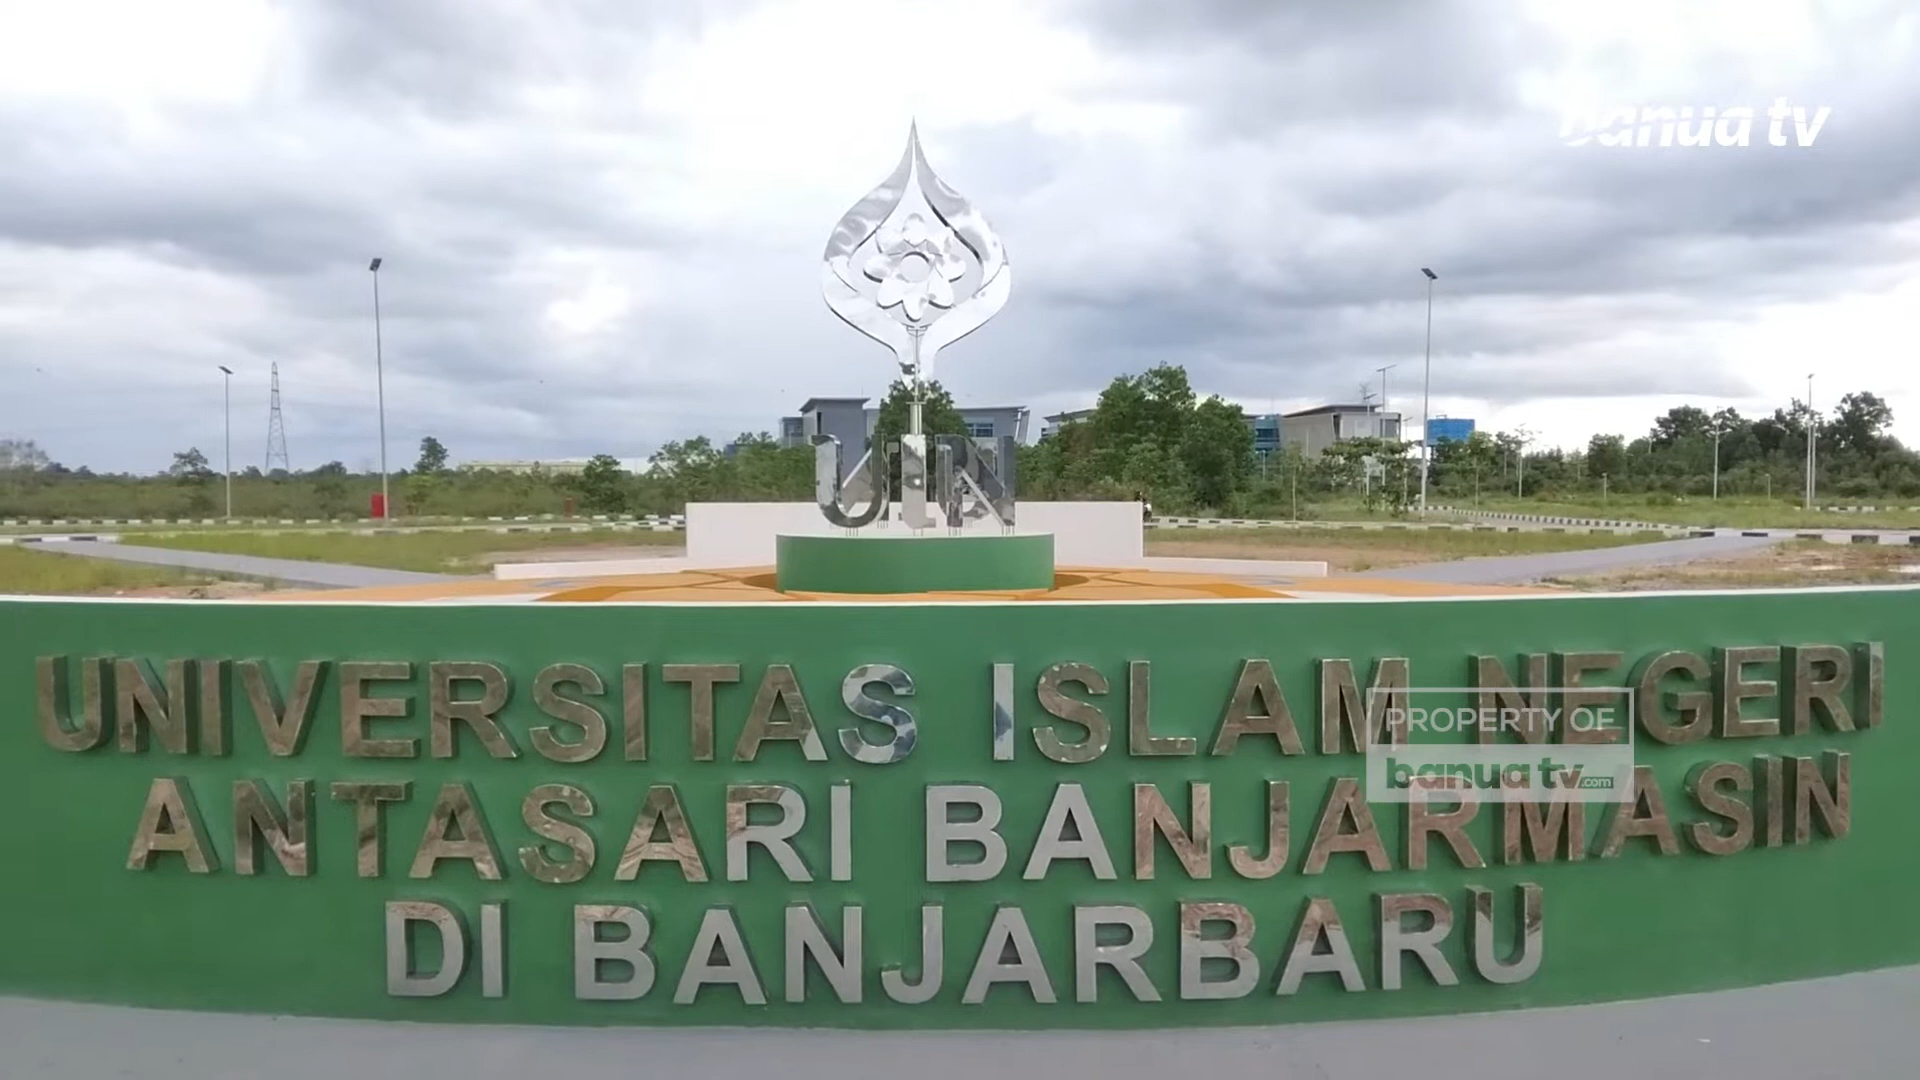 banua tv
UIN
UNIVERSITAS ISLAM NEGERI
ANTASARI BANJARMASIN
DI BANJARBARU
PROPERTY OF
banua tv.com